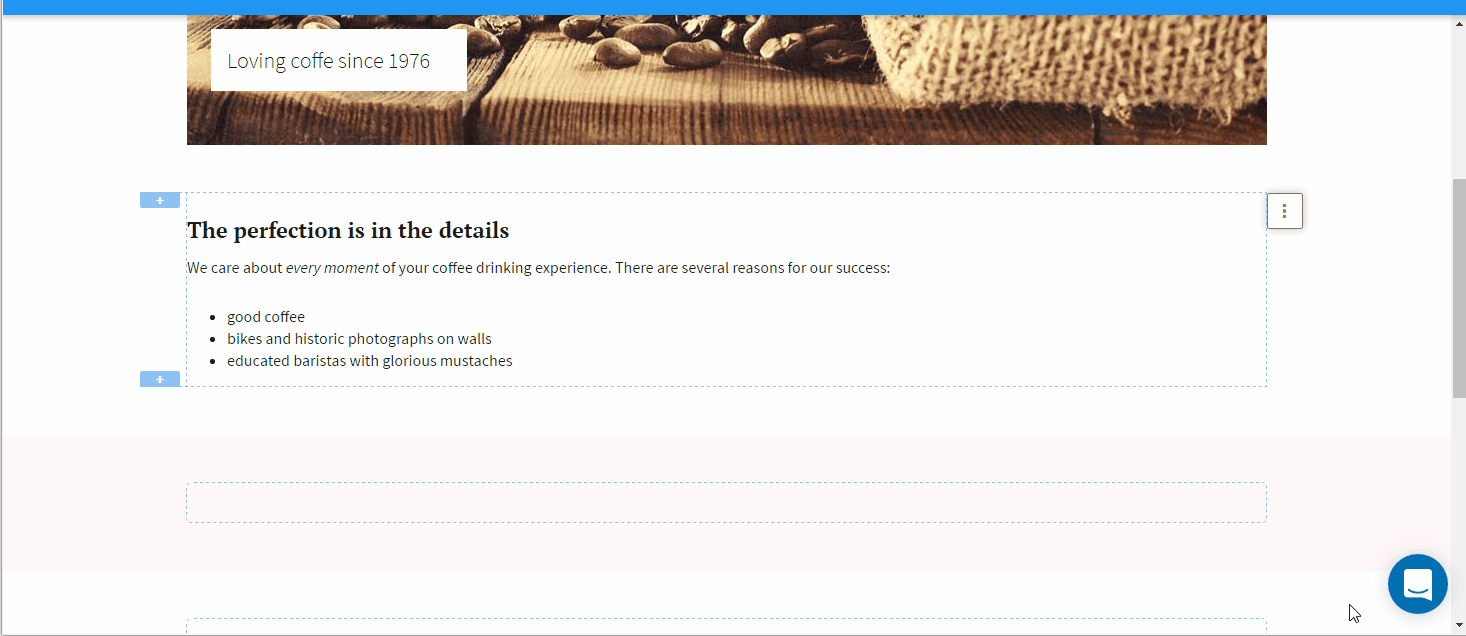 Loving coffe since 1976
The perfection is in the details
We care about every moment of your coffee drinking experience. There are several reasons for our success:
good coffee
bikes and historic photographs on walls
educated baristas with glorious mustaches